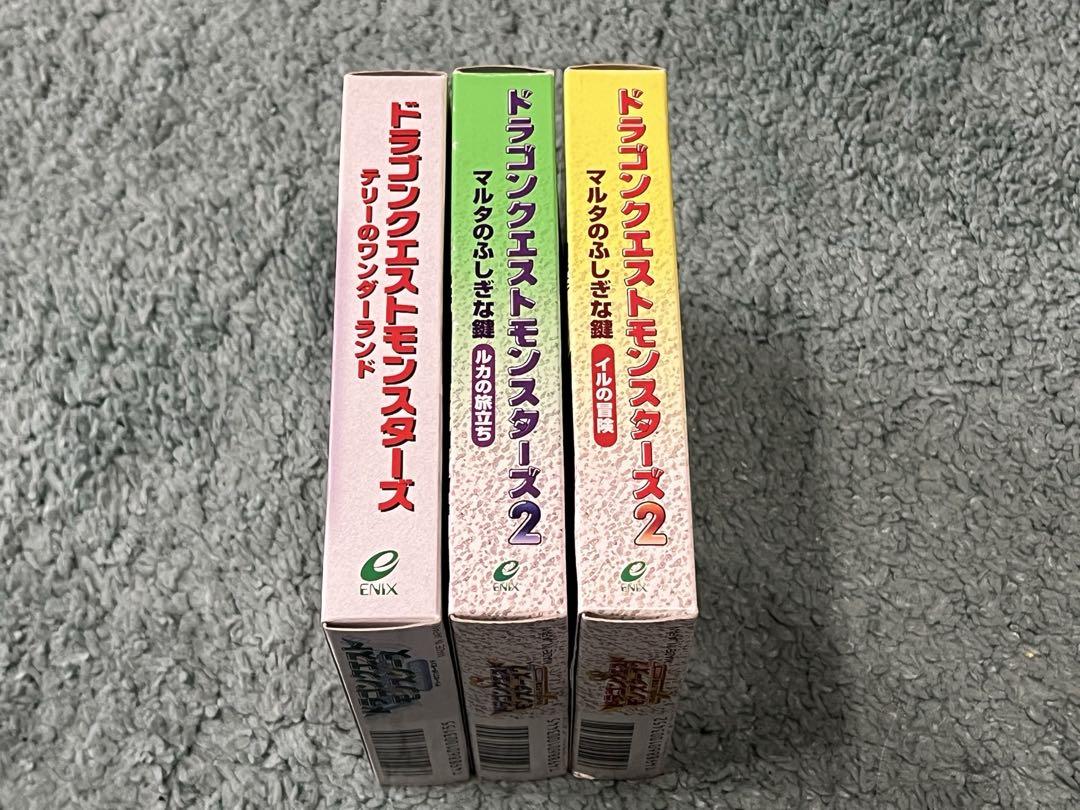 ドラゴンクエストモンスターズ
テリーのワンダーランド
ENIX
ドラゴンクエストモンスターズ2
マルタのふしぎな鍵
ルカの旅立ち
ENIX
ドラゴンクエストモンスターズ2
マルタのふしぎな鍵
イルの冒険
ENIX